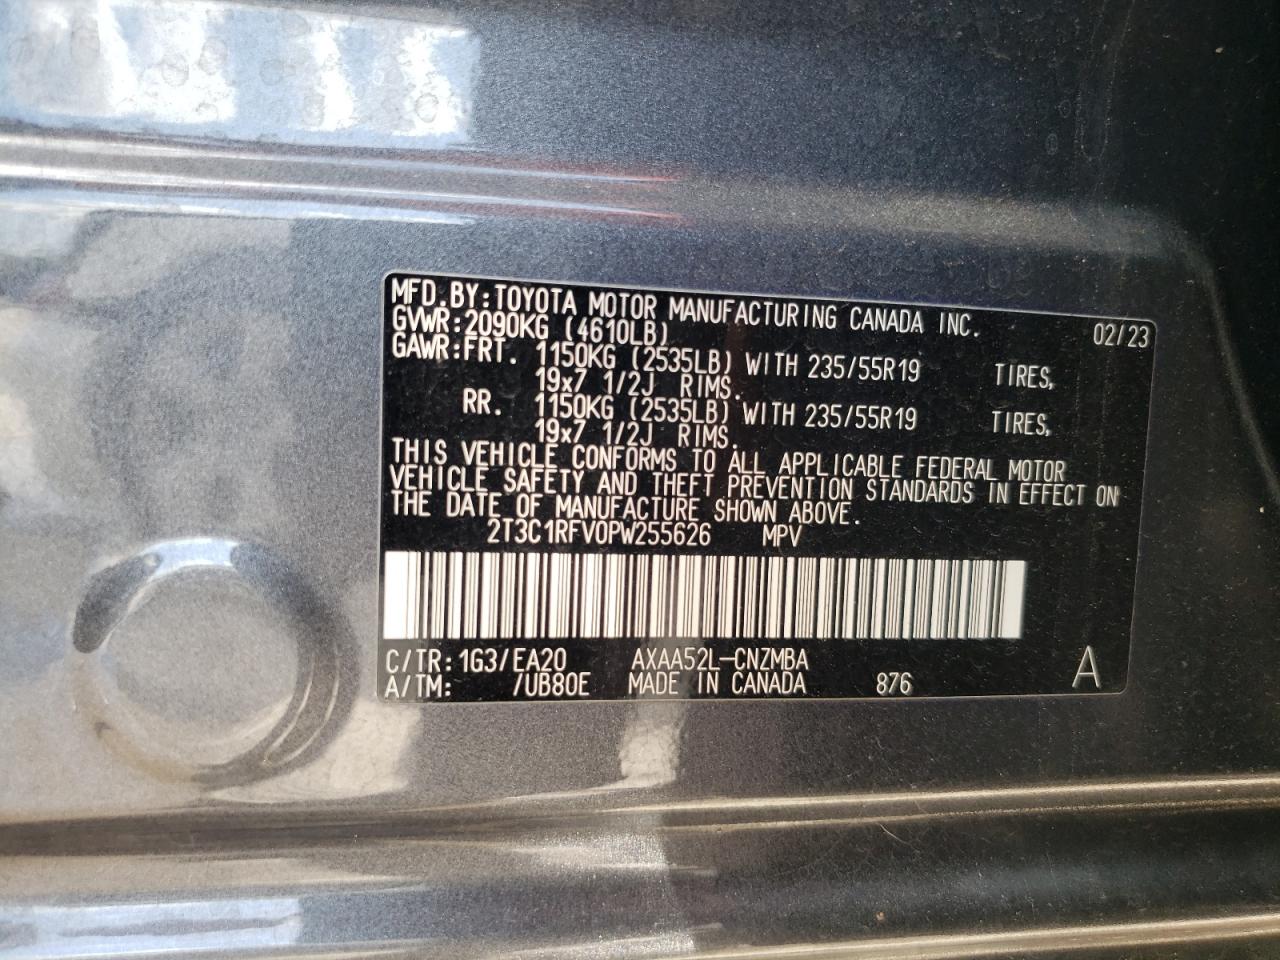 MFD.BY:TOYOTA MOTOR MANUFACTURING CANADA INC. 02/23
GVWR:2090KG (4610LB)
GAWR:FRT. 1150KG (2535LB) WITH 235/55R19 TIRES,
19x7 1/2J RIMS.
RR. 1150KG (2535LB) WITH 235/55R19 TIRES,
19x7 1/2J RIMS.
THIS VEHICLE CONFORMS TO ALL APPLICABLE FEDERAL MOTOR
VEHICLE SAFETY AND THEFT PREVENTION STANDARDS IN EFFECT ON
THE DATE OF MANUFACTURE SHOWN ABOVE.
2T3C1RFV0PW255626 MPV
C/TR:1G3/EA20 AXAA52L-CNZMBA A
A/TM: /UB80E MADE IN CANADA 876